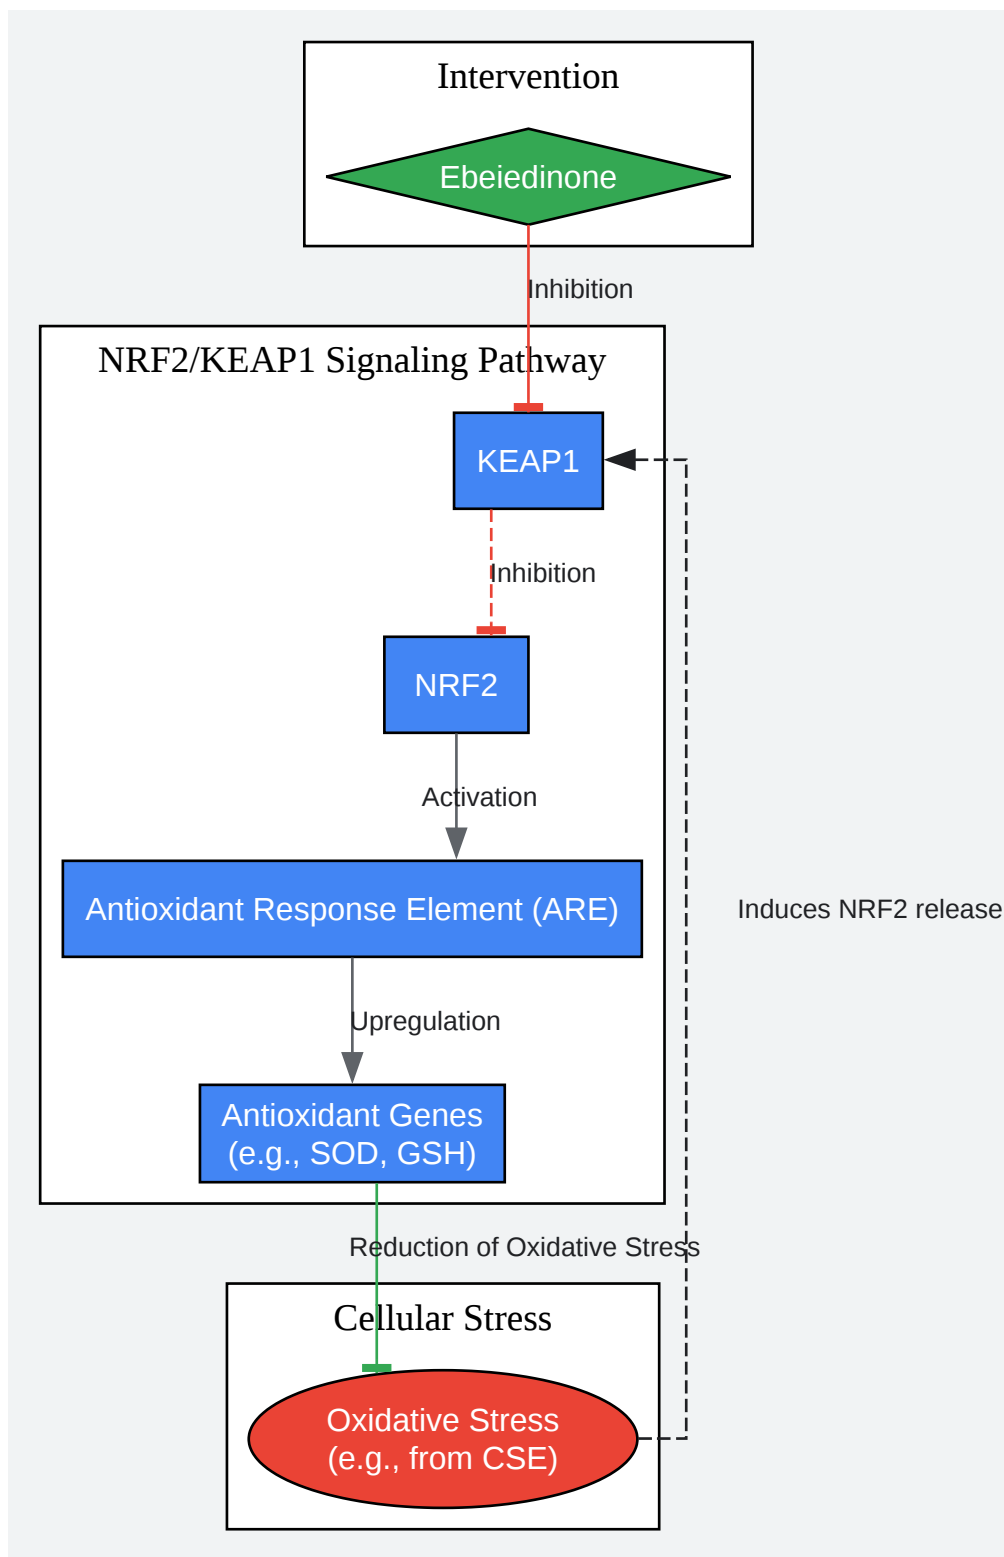 Intervention
Ebeiedinone
Inhibition
NRF2/KEAP1 Signaling Pathway
KEAP1
Inhibition
NRF2
Activation
Antioxidant Response Element (ARE)
Induces NRF2 release
Upregulation
Antioxidant Genes
(e.g., SOD, GSH)
Reduction of Oxidative Stress
Cellular Stress
Oxidative Stress
(e.g., from CSE)